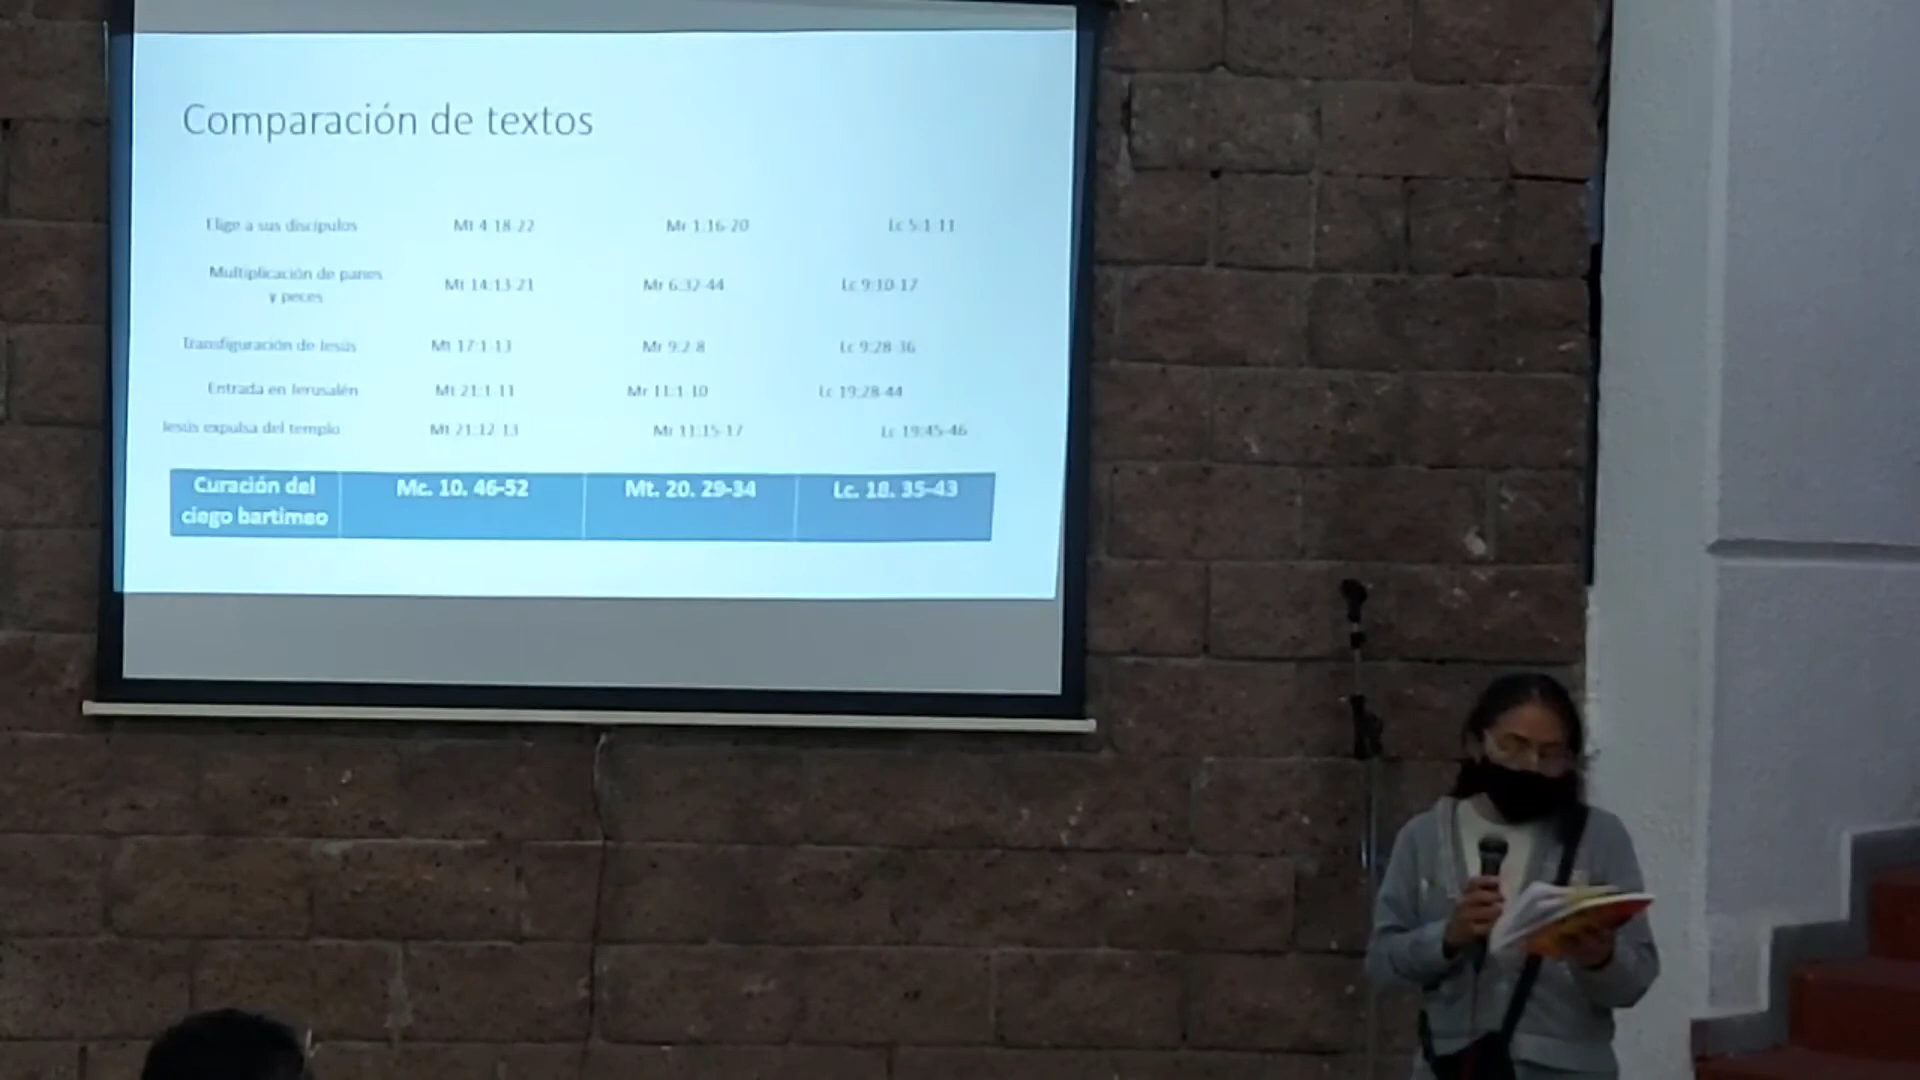 Comparación de textos
Elige a sus discípulos Mt 4 18-22 Mr 1:16-20 Lc 5:1-11
Multiplicación de panes
y peces Mt 14:13-21 Mr 6:32-44 Lc 9:10-17
Transfiguración de Jesús Mt 17:1-13 Mr 9:2-8 Lc 9:28-36
Entrada en Jerusalén Mt 21:1-11 Mr 11:1-10 Lc 19:28-44
Jesús expulsa del templo Mt 21:12-13 Mr 11:15-17 Lc 19:45-46
Curación del
ciego bartimeo Mc. 10. 46-52 Mt. 20. 29-34 Lc. 18. 35-43